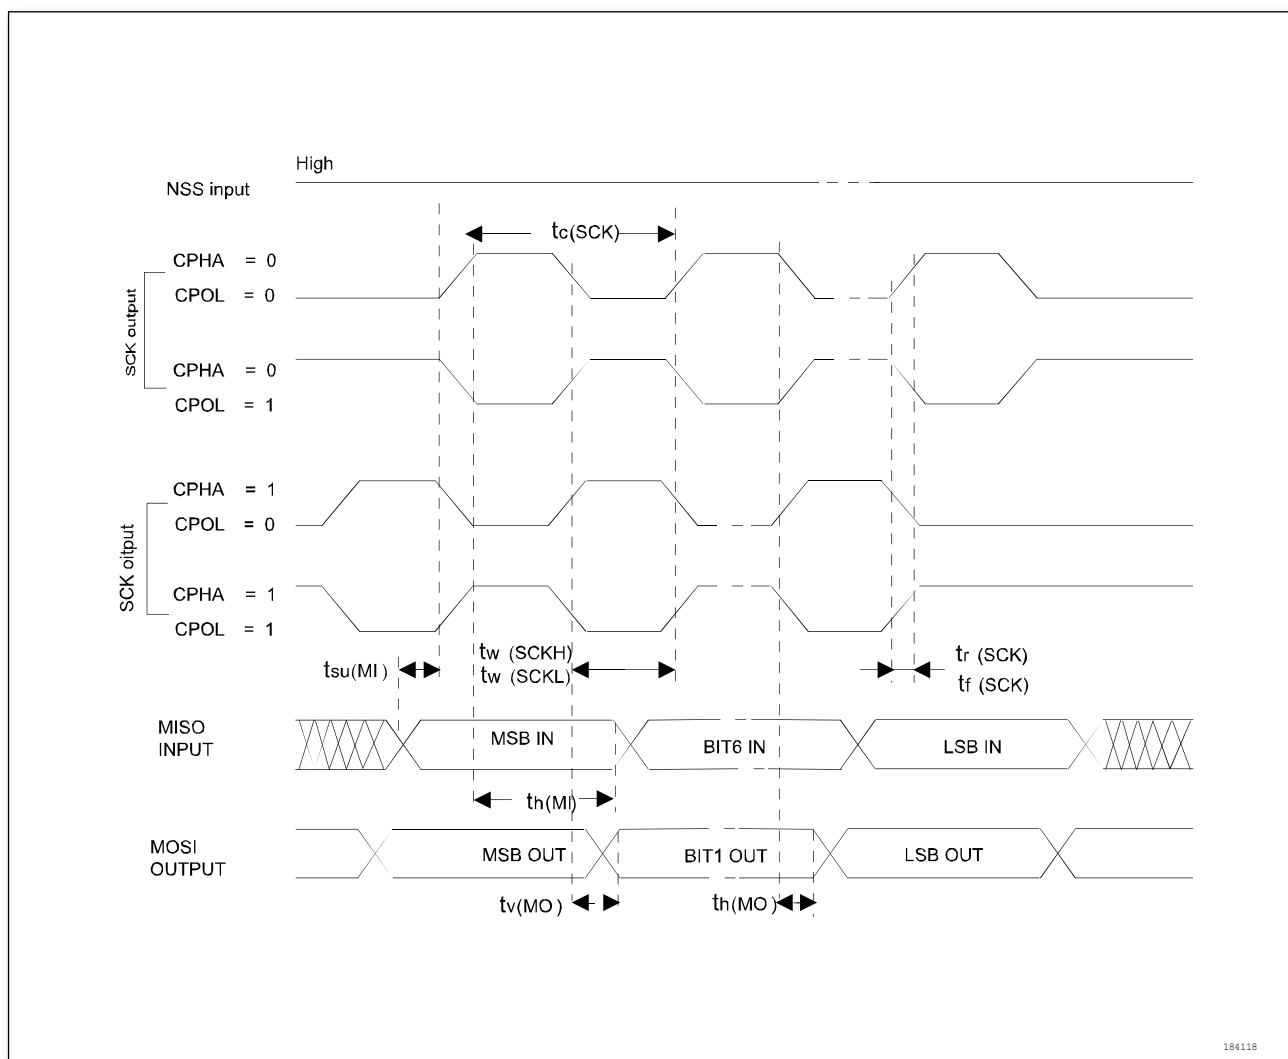 High
NSS input
tc(SCK)
CPHA = 0
CPOL = 0
SCK output
CPHA = 0
CPOL = 1
CPHA = 1
CPOL = 0
SCK oitput
CPHA = 1
CPOL = 1
tsu(MI)
tw (SCKH)
tw (SCKL)
tr (SCK)
tf (SCK)
MISO
INPUT
MSB IN
BIT6 IN
LSB IN
th(MI)
MOSI
OUTPUT
MSB OUT
BIT1 OUT
LSB OUT
tv(MO)
th(MO)
184118